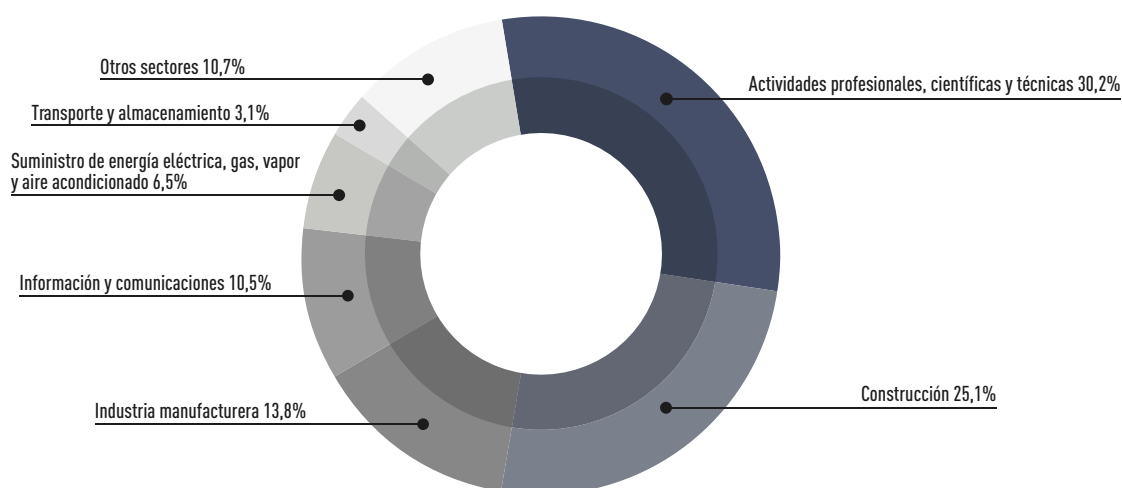 Otros sectores 10,7%
Actividades profesionales, científicas y técnicas 30,2%
Transporte y almacenamiento 3,1%
Suministro de energía eléctrica, gas, vapor
y aire acondicionado 6,5%
Información y comunicaciones 10,5%
Construcción 25,1%
Industria manufacturera 13,8%